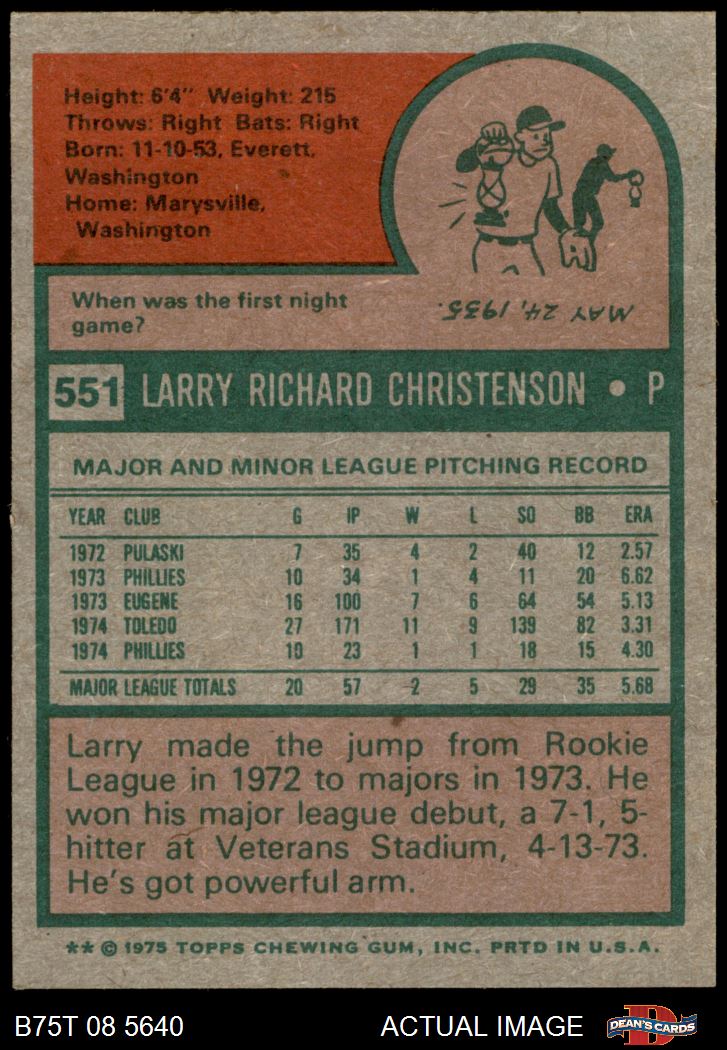 Height: 6'4" Weight: 215
Throws: Right Bats: Right
Born: 11-10-53, Everett,
Washington
Home: Marysville,
Washington
When was the first night
game?
MAY 24, 1935.
551 LARRY RICHARD CHRISTENSON • P
MAJOR AND MINOR LEAGUE PITCHING RECORD
YEAR CLUB G IP W L SO BB ERA
1972 PULASKI 7 35 4 2 40 12 2.57
1973 PHILLIES 10 34 1 4 11 20 6.62
1973 EUGENE 16 100 7 6 64 54 5.13
1974 TOLEDO 27 171 11 9 139 82 3.31
1974 PHILLIES 10 23 1 1 18 15 4.30
MAJOR LEAGUE TOTALS 20 57 2 5 29 35 5.68
Larry made the jump from Rookie
League in 1972 to majors in 1973. He
won his major league debut, a 7-1, 5-
hitter at Veterans Stadium, 4-13-73.
He's got powerful arm.
** © 1975 TOPPS CHEWING GUM, INC. PRTD IN U.S.A.
B75T 08 5640 ACTUAL IMAGE D DEAN'S CARDS